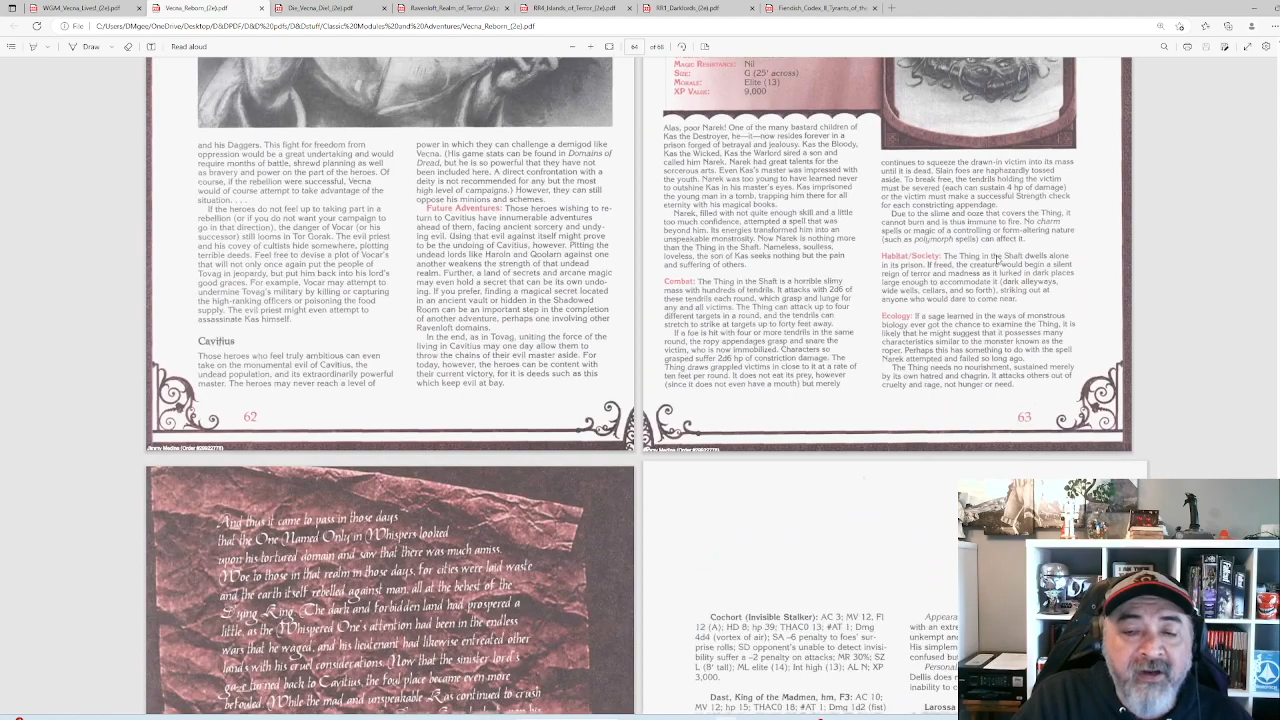 WGM_Vecna_Lives!_(2e).pdf
Vecna_Reborn_(2e).pdf
Die_Vecna_Die!_(2e).pdf
Ravenloft_Realm_of_Terror_(2e).p
RR4_Islands_of_Terror_(2e).pdf
RR1_Darklords_(2e).pdf
Fiendish_Codex_II_Tyrants_of_the
File
C:/Users/DMgee/OneDrive/Desktop/D&DPDF/D&D pdfs/D&Dstuff/Classic Modules and Adventures/Vecna_Reborn_(2e).pdf
Draw
Read aloud
64
of 68
and his Daggers. This fight for freedom from
oppression would be a great undertaking and would
require months of battle, shrewd planning as well
as bravery and power on the part of the heroes. Of
course, if the rebellion were successful, Vecna
would of course attempt to take advantage of the
situation. . . .
If the heroes do not feel up to taking part in a
rebellion (or if you do not want your campaign to
go in that direction), the danger of Vocar (or his
successor) still looms in Tor Gorak. The evil priest
and his covey of cultists hide somewhere, plotting
terrible deeds. Feel free to devise a plot of Vocar's
that will not only once again put the people of
Tovag in jeopardy, but put him back into his lord's
good graces. For example, Vocar may attempt to
undermine Tovag's military by killing or capturing
the high-ranking officers or poisoning the food
supply. The evil priest might even attempt to
assassinate Kas himself.
Cavitius
Those heroes who feel truly ambitious can even
take on the monumental evil of Cavitius, the
undead population, and its extraordinarily powerful
master. The heroes may never reach a level of
power in which they can challenge a demigod like
Vecna. (His game stats can be found in Domains of
Dread, but he is so powerful that they have not
been included here. A direct confrontation with a
deity is not recommended for any but the most
high level of campaigns.) However, they can still
oppose his minions and schemes.
Future Adventures: Those heroes wishing to re-
turn to Cavitius have innumerable adventures
ahead of them, facing ancient sorcery and undy-
ing evil. Using that evil against itself might prove
to be the undoing of Cavitius, however. Pitting the
undead lords like Harolin and Goolarn against one
another weakens the strength of that undead
realm. Further, a land of secrets and arcane magic
may even hold a secret that can be its own undo-
ing. If you prefer, finding a magical secret located
in an ancient vault or hidden in the Shadowed
Room can be an important step in the completion
of another adventure, perhaps one involving other
Ravenloft domains.
In the end, as in Tovag, uniting the force of the
living in Cavitius may one day allow them to
throw the chains of their evil master aside. For
today, however, the heroes can be content with
their current victory, for it is deeds such as this
which keep evil at bay.
62
Magic Resistance: Nil
Size: G (25' across)
Morale: Elite (13)
XP Value: 9,000
Alas, poor Narek! One of the many bastard children of
Kas the Destroyer, he—it—now resides forever in a
prison forged of betrayal and jealousy. Kas the Bloody,
Kas the Wicked, Kas the Warlord sired a son and
called him Narek. Narek had great talents for the
sorcerous arts. Even Kas's master was impressed with
the youth. Narek was too young to have learned never
to outshine Kas in his master's eyes. Kas imprisoned
the young man in a tomb, trapping him there for all
eternity with his magical books.
Narek, filled with not quite enough skill and a little
too much confidence, attempted a spell that was
beyond him. Its energies transformed him into an
unspeakable monstrosity. Now Narek is nothing more
than the Thing in the Shaft. Nameless, soulless,
loveless, the son of Kas seeks nothing but the pain
and suffering of others.
Combat: The Thing in the Shaft is a horrible slimy
mass with hundreds of tendrils. It attacks with 2d6 of
these tendrils each round, which grasp and lunge for
any and all victims. The Thing can attack up to four
different targets in a round, and the tendrils can
stretch to strike at targets up to forty feet away.
If a foe is hit with four or more tendrils in the same
round, the ropy appendages grasp and snare the
victim, who is now immobilized. Characters so
grasped suffer 2d6 hp of constriction damage. The
Thing draws grappled victims in close to it at a rate of
ten feet per round. It does not eat its prey, however
(since it does not even have a mouth) but merely
continues to squeeze the drawn-in victim into its mass
until it is dead. Slain foes are haphazardly tossed
aside. To break free, the tendrils holding the victim
must be severed (each can sustain 4 hp of damage)
or the victim must make a successful Strength check
for each constricting appendage.
Due to the slime and ooze that covers the Thing, it
cannot burn and is thus immune to fire. No charm
spells or magic of a controlling or form-altering nature
(such as polymorph spells) can affect it.
Habitat/Society: The Thing in the Shaft dwells alone
in its prison. If freed, the creature would begin a silent
reign of terror and madness as it lurked in dark places
large enough to accommodate it (dark alleyways,
wide wells, cellars, and so forth), striking out at
anyone who would dare to come near.
Ecology: If a sage learned in the ways of monstrous
biology ever got the chance to examine the Thing, it is
likely that he might suggest that it possesses many
characteristics similar to the monster known as the
roper. Perhaps this has something to do with the spell
Narek attempted and failed so long ago.
The Thing needs no nourishment, sustained merely
by its own hatred and chagrin. It attacks others out of
cruelty and rage, not hunger or need.
63
And thus it came to pass in those days
that the One Named Only in Whispers looked
upon his tortured domain and saw that there was much amiss.
Woe to those in that realm in those days, for cities were laid waste
and the earth itself rebelled against man, all at the behest of the
Dying King. The dark and forbidden land had prospered a
little, as the Whispered One's attention had been in the endless
wars that he waged, and his lieutenant had likewise entreated other
lands with his cruel considerations. Now that the sinister lord's
gaze turned back to Cavitius, the foul place became even more
befouled. While the mad and unspeakable Kas continued to crush
Cochort (Invisible Stalker): AC 3; MV 12, Fl
12 (A); HD 8; hp 39; THAC0 13; #AT 1; Dmg
4d4 (vortex of air); SA –6 penalty to foes' sur-
prise rolls; SD opponent's unable to detect invisi-
bility suffer a –2 penalty on attacks; MR 30%; SZ
L (8' tall); ML elite (14); Int high (13); AL N; XP
3,000.
Dast, King of the Madmen, hm, F3: AC 10;
MV 12; hp 15; THAC0 18; #AT 1; Dmg 1d2 (fist)
Appeara
with an extre
unkempt an
His simplem
confused bu
Personal
Dellis does n
inability to c
Larossa